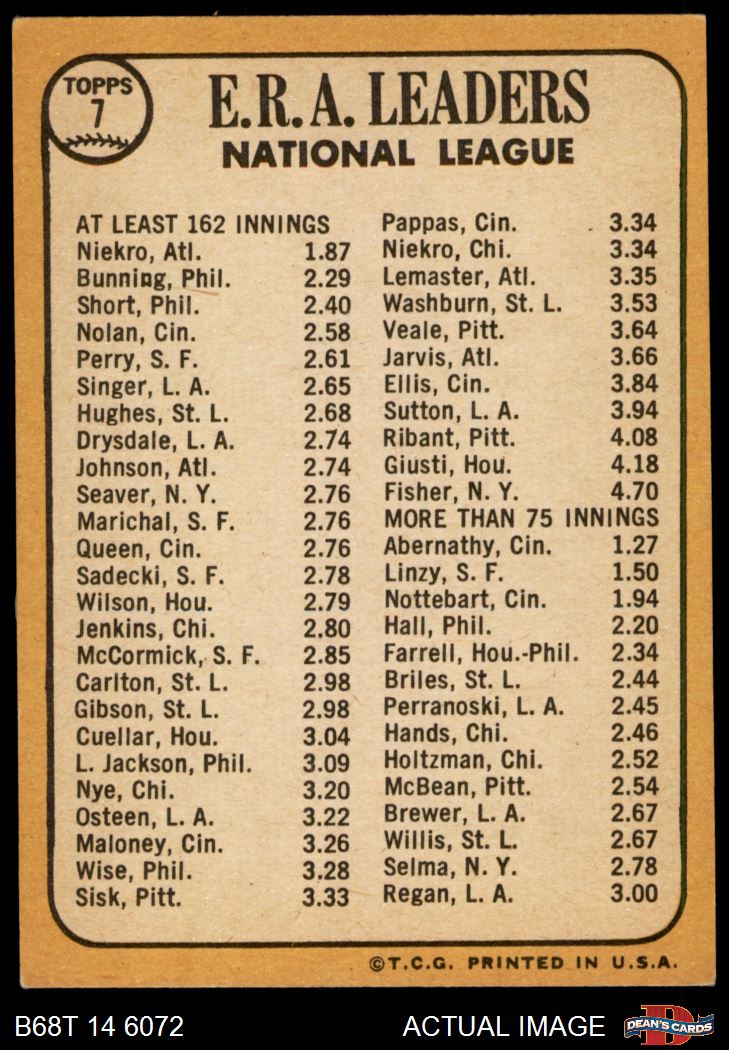 TOPPS
7
E.R.A. LEADERS
NATIONAL LEAGUE
AT LEAST 162 INNINGS
Niekro, Atl. 1.87
Bunning, Phil. 2.29
Short, Phil. 2.40
Nolan, Cin. 2.58
Perry, S. F. 2.61
Singer, L. A. 2.65
Hughes, St. L. 2.68
Drysdale, L. A. 2.74
Johnson, Atl. 2.74
Seaver, N. Y. 2.76
Marichal, S. F. 2.76
Queen, Cin. 2.76
Sadecki, S. F. 2.78
Wilson, Hou. 2.79
Jenkins, Chi. 2.80
McCormick, S. F. 2.85
Carlton, St. L. 2.98
Gibson, St. L. 2.98
Cuellar, Hou. 3.04
L. Jackson, Phil. 3.09
Nye, Chi. 3.20
Osteen, L. A. 3.22
Maloney, Cin. 3.26
Wise, Phil. 3.28
Sisk, Pitt. 3.33
Pappas, Cin. 3.34
Niekro, Chi. 3.34
Lemaster, Atl. 3.35
Washburn, St. L. 3.53
Veale, Pitt. 3.64
Jarvis, Atl. 3.66
Ellis, Cin. 3.84
Sutton, L. A. 3.94
Ribant, Pitt. 4.08
Giusti, Hou. 4.18
Fisher, N. Y. 4.70
MORE THAN 75 INNINGS
Abernathy, Cin. 1.27
Linzy, S. F. 1.50
Nottebart, Cin. 1.94
Hall, Phil. 2.20
Farrell, Hou.-Phil. 2.34
Briles, St. L. 2.44
Perranoski, L. A. 2.45
Hands, Chi. 2.46
Holtzman, Chi. 2.52
McBean, Pitt. 2.54
Brewer, L. A. 2.67
Willis, St. L. 2.67
Selma, N. Y. 2.78
Regan, L. A. 3.00
©T.C.G. PRINTED IN U.S.A.
B68T 14 6072
ACTUAL IMAGE
D
DEAN'S CARDS